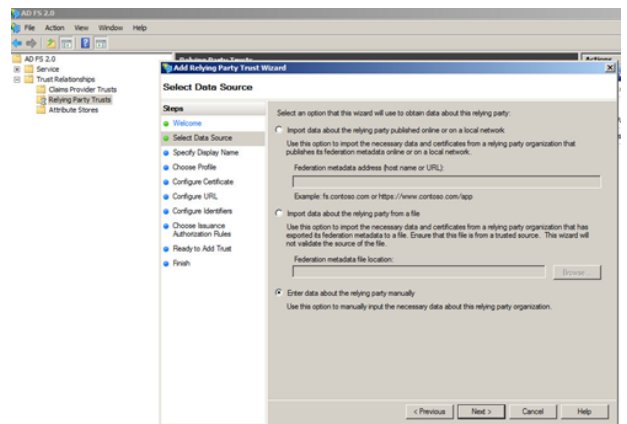 AD FS 2.0
File Action View Window Help
AD FS 2.0
Service
Trust Relationships
Claims Provider Trusts
Relying Party Trusts
Attribute Stores
Relying Party Trusts
Actions
Add Relying Party Trust Wizard
Select Data Source
Steps
Welcome
Select Data Source
Specify Display Name
Choose Profile
Configure Certificate
Configure URL
Configure Identifiers
Choose Issuance
Authorization Rules
Ready to Add Trust
Finish
Select an option that this wizard will use to obtain data about this relying party:
Import data about the relying party published online or on a local network
Use this option to import the necessary data and certificates from a relying party organization that
publishes its federation metadata online or on a local network.
Federation metadata address (host name or URL):
Example: fs.contoso.com or https://www.contoso.com/app
Import data about the relying party from a file
Use this option to import the necessary data and certificates from a relying party organization that has
exported its federation metadata to a file. Ensure that this file is from a trusted source. This wizard will
not validate the source of the file.
Federation metadata file location:
Browse...
Enter data about the relying party manually
Use this option to manually input the necessary data about this relying party organization.
< Previous Next > Cancel Help